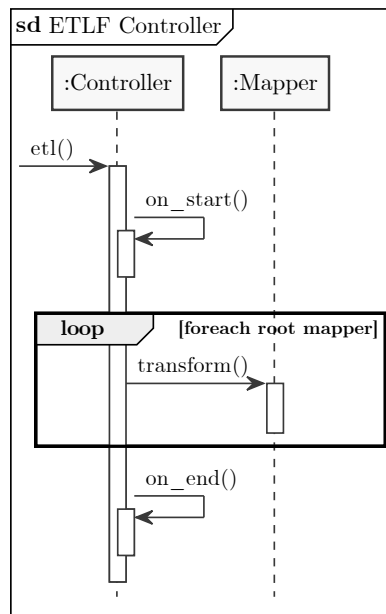 sd ETLF Controller
:Controller
:Mapper
etl()
on_start()
loop
[foreach root mapper]
transform()
on_end()